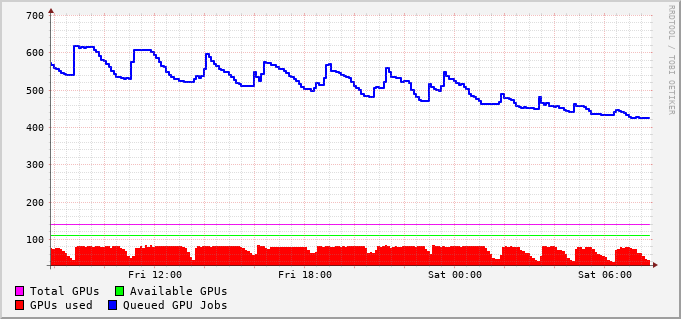 700
600
500
400
300
200
100
Fri 12:00 Fri 18:00 Sat 00:00 Sat 06:00
Total GPUs Available GPUs
GPUs used Queued GPU Jobs
RRDTOOL / TOBI OETIKER